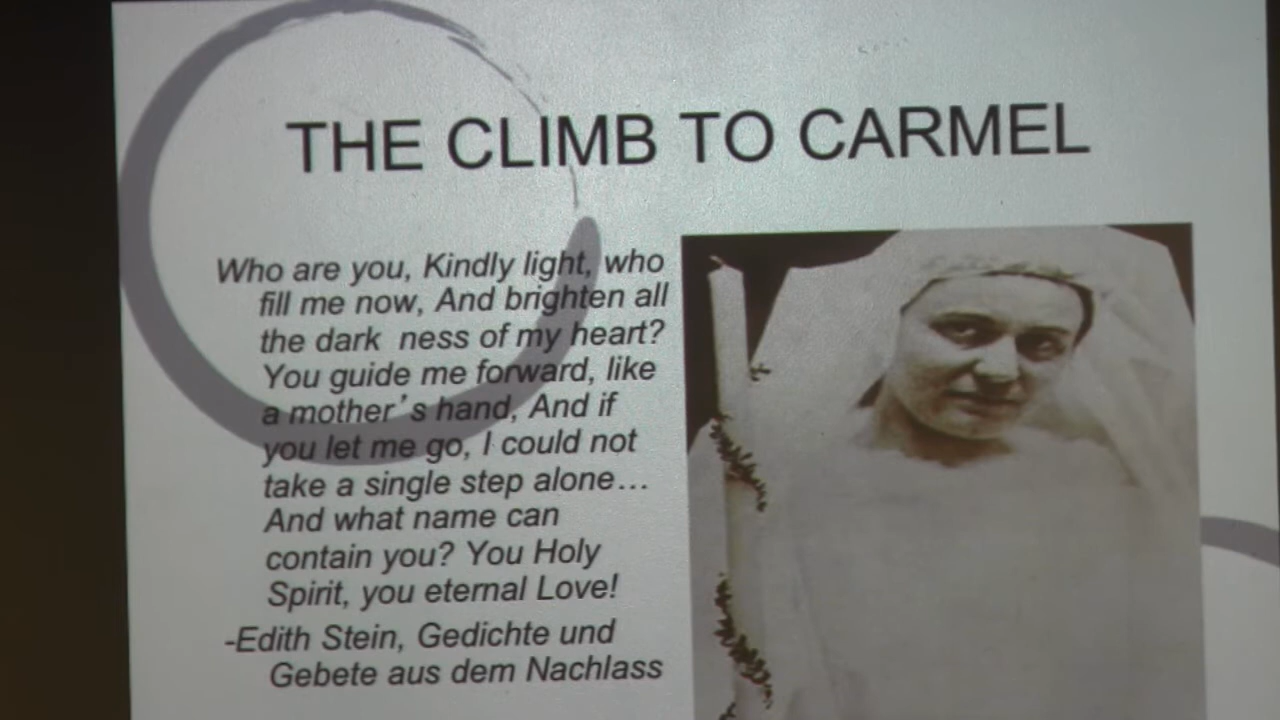 THE CLIMB TO CARMEL
Who are you, Kindly light, who
fill me now, And brighten all
the dark ness of my heart?
You guide me forward, like
a mother's hand, And if
you let me go, I could not
take a single step alone…
And what name can
contain you? You Holy
Spirit, you eternal Love!
-Edith Stein, Gedichte und
Gebete aus dem Nachlass